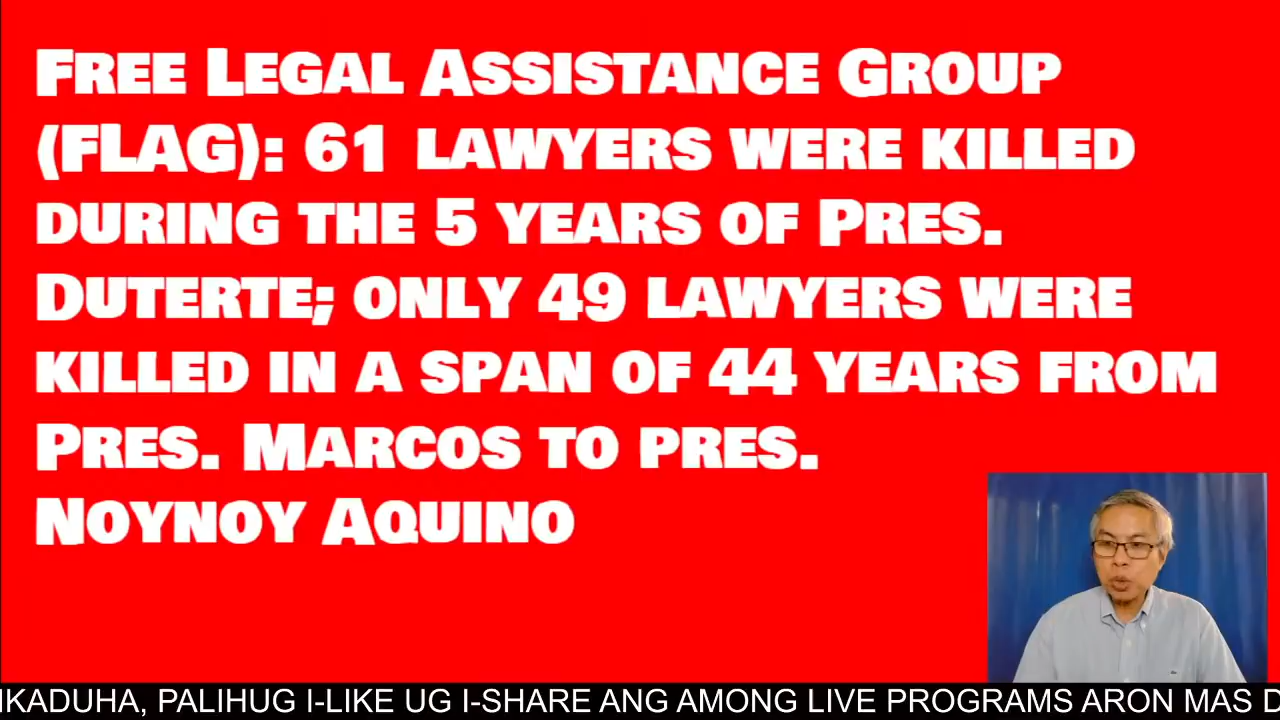 Free Legal Assistance Group
(FLAG): 61 lawyers were killed
during the 5 years of Pres.
Duterte; only 49 lawyers were
killed in a span of 44 years from
Pres. Marcos to pres.
Noynoy Aquino
PALIHUG I-LIKE UG I-SHARE ANG AMONG LIVE PROGRAMS ARON MAS